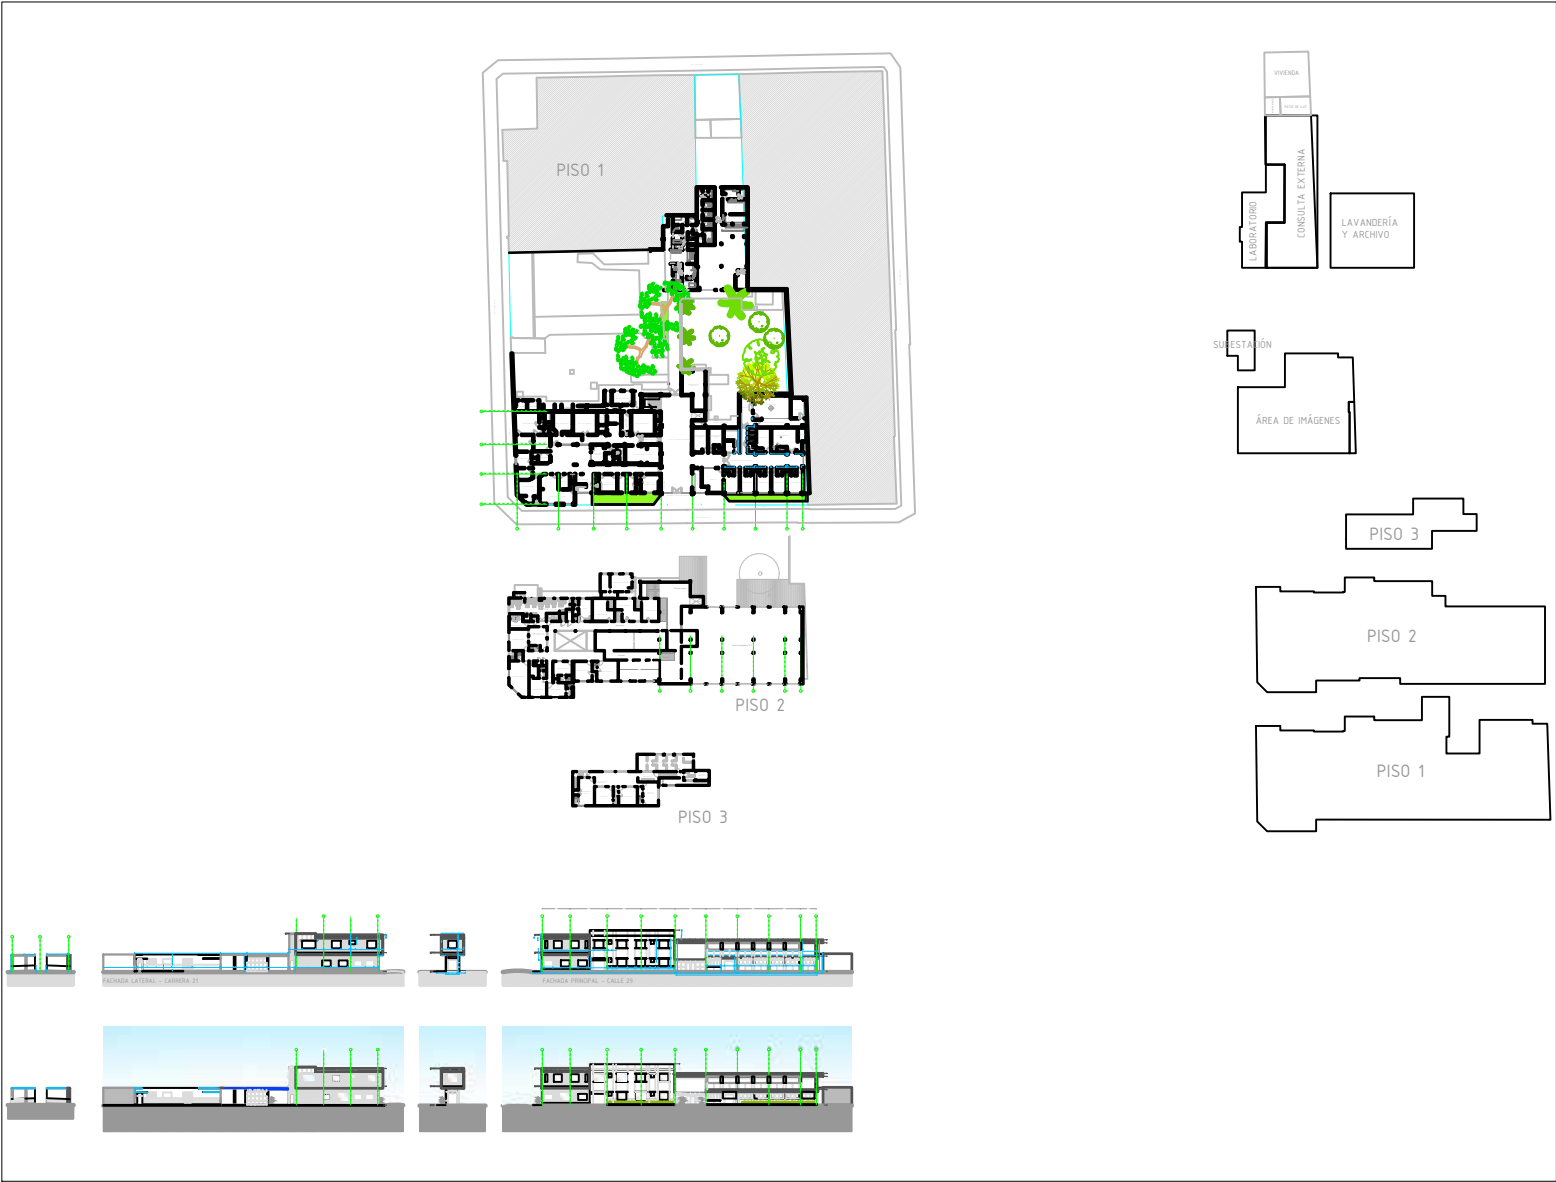 PISO 1
PISO 2
PISO 3
FACHADA LATERAL - CARRERA 21
FACHADA PRINCIPAL - CALLE 29
VIVIENDA
LABORATORIO
CONSULTA EXTERNA
LAVANDERÍA
Y ARCHIVO
SUBESTACIÓN
ÁREA DE IMÁGENES
PISO 3
PISO 2
PISO 1